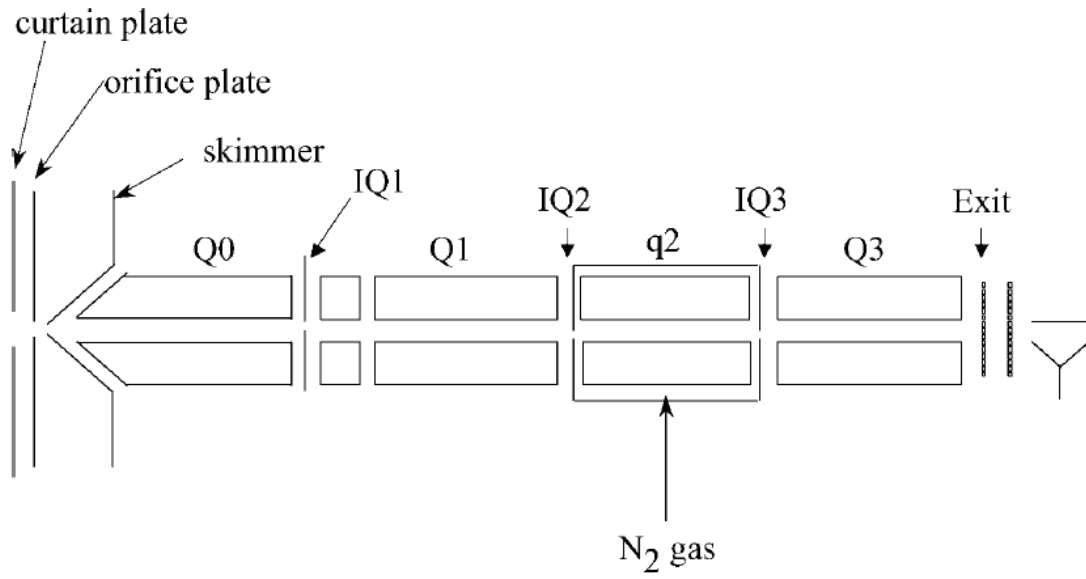 curtain plate
orifice plate
skimmer
IQ1
IQ2
IQ3
Exit
Q0
Q1
q2
Q3
N2 gas